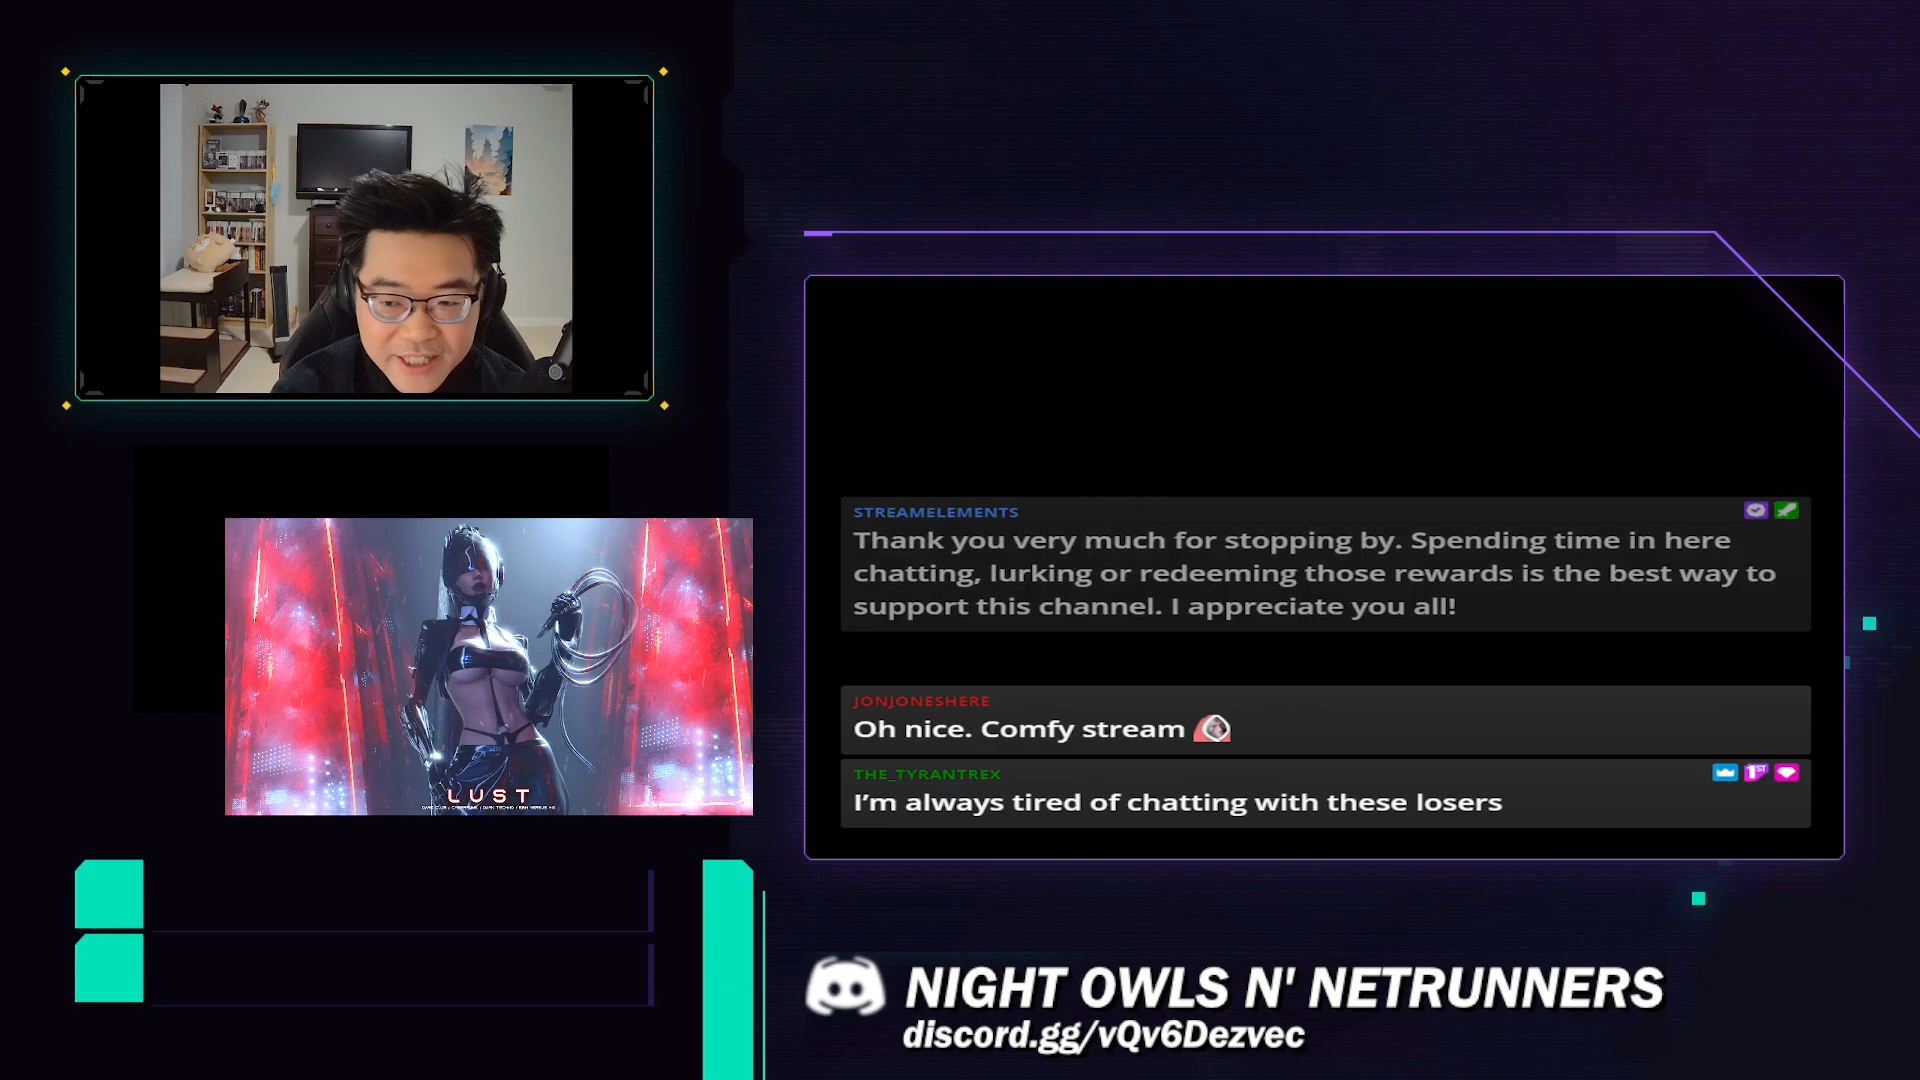 STREAMELEMENTS
Thank you very much for stopping by. Spending time in here
chatting, lurking or redeeming those rewards is the best way to
support this channel. I appreciate you all!
JONJONESHERE
Oh nice. Comfy stream
THE_TYRANTREX
1ST
I'm always tired of chatting with these losers
LUST
NIGHT OWLS N' NETRUNNERS
discord.gg/vQv6Dezvec